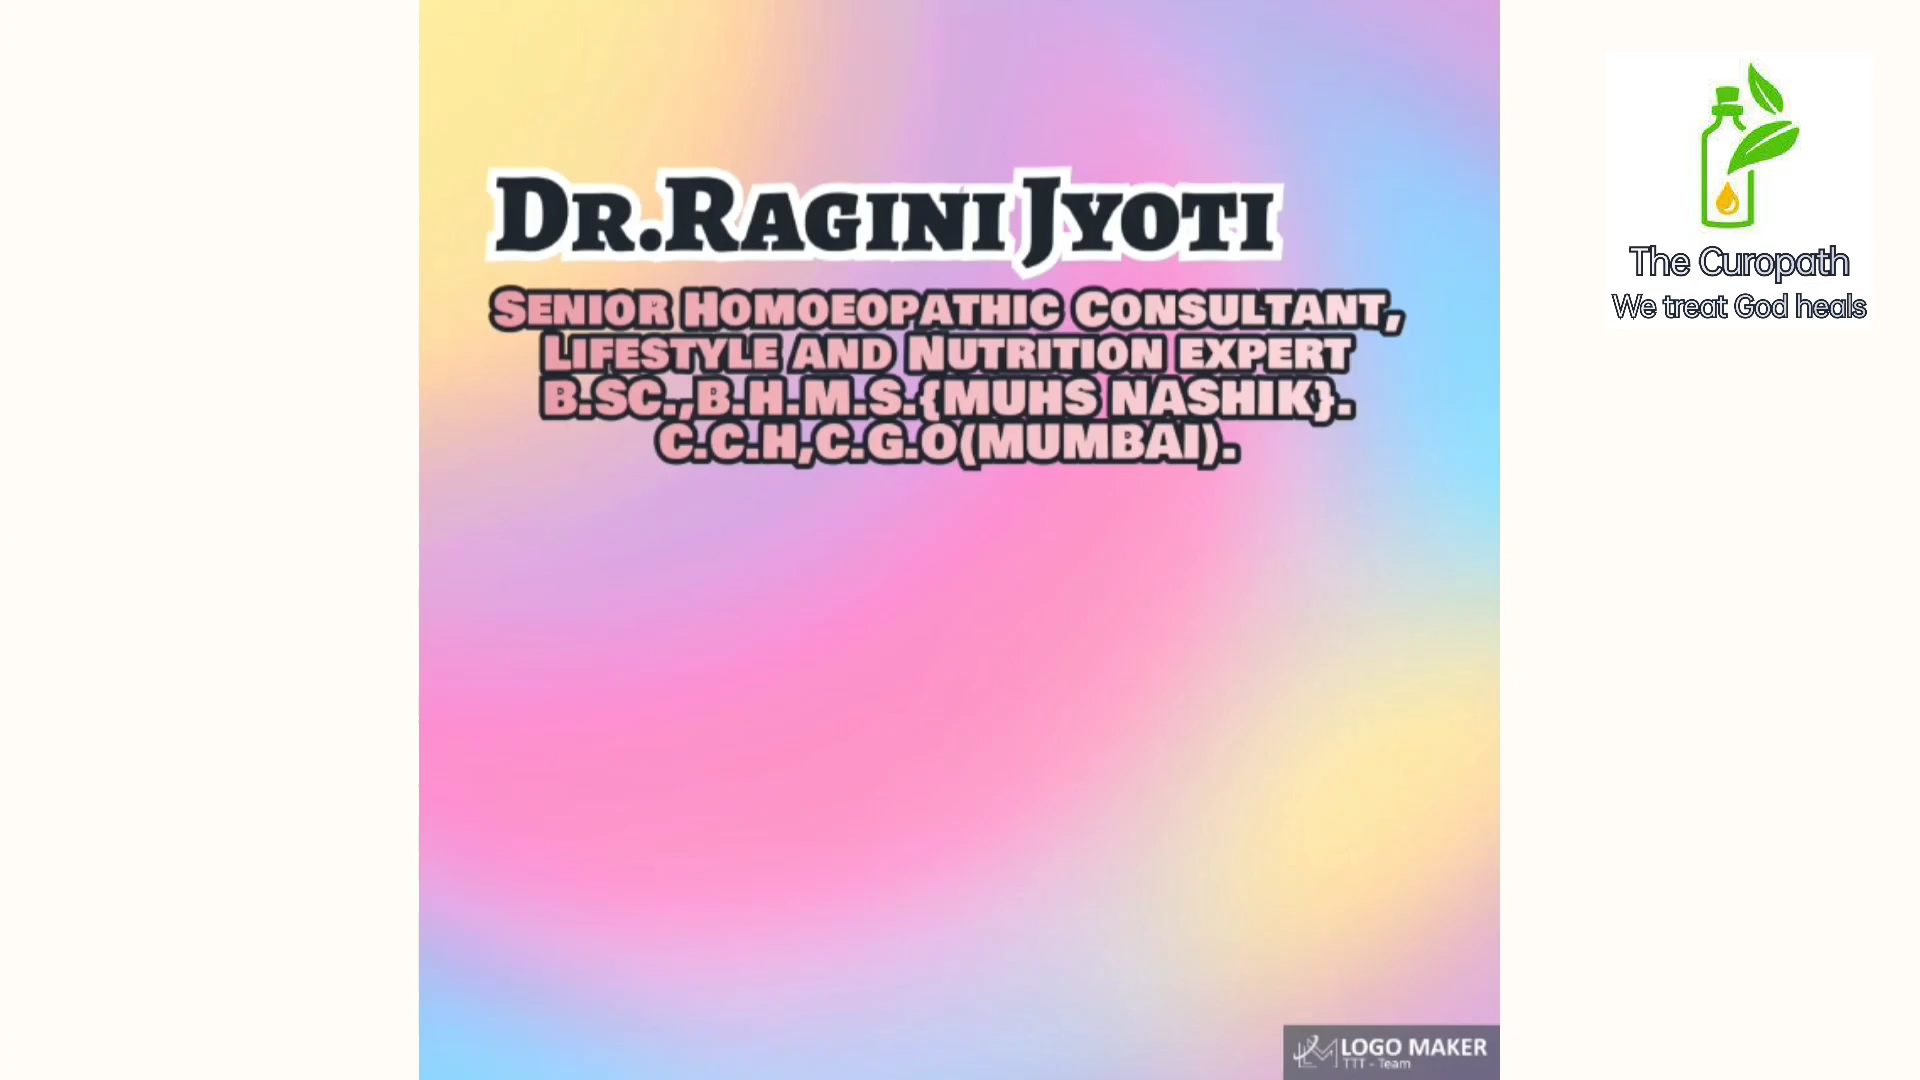 Dr.Ragini Jyoti
Senior Homoeopathic Consultant,
Lifestyle and Nutrition expert
B.Sc.,B.H.M.S.{MUHS NASHIK}.
C.C.H,C.G.O(MUMBAI).
The Curopath
We treat God heals
LOGO MAKER
TTT - Team